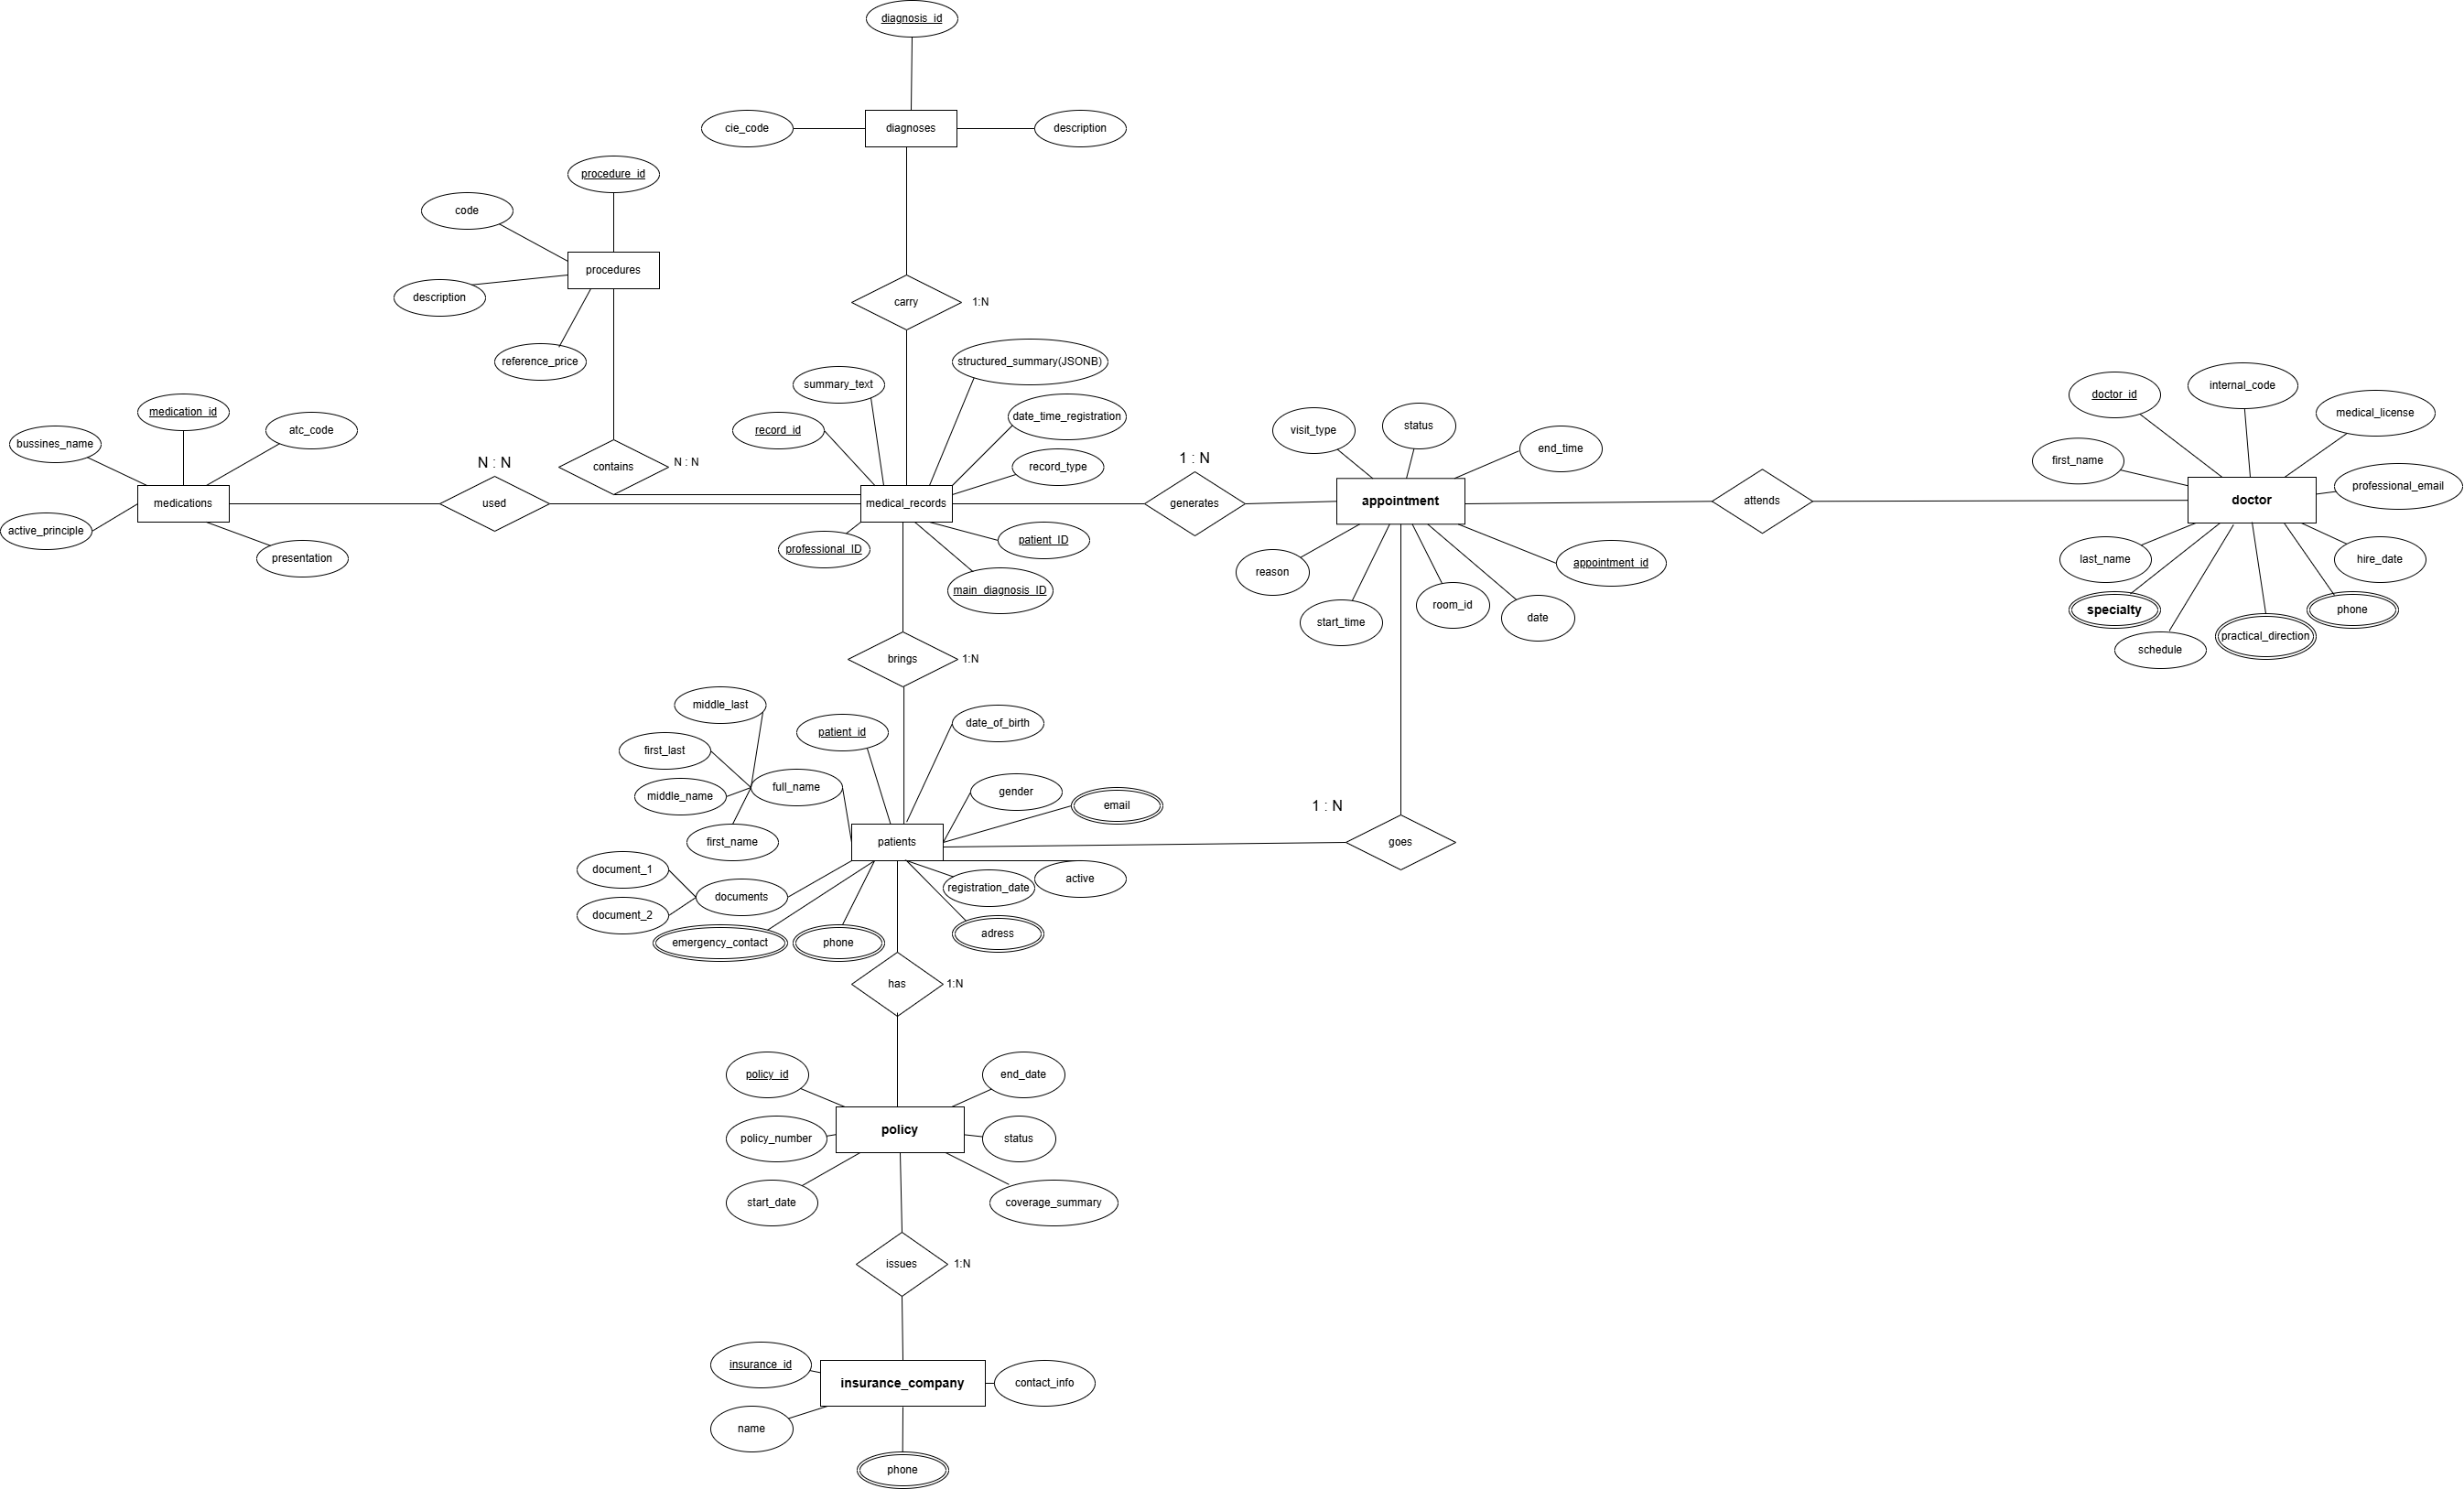 diagnosis_id
cie_code
diagnoses
description
procedure_id
code
procedures
description
reference_price
carry
1:N
structured_summary(JSONB)
summary_text
date_time_registration
record_id
record_type
medication_id
atc_code
bussines_name
N : N
contains
N : N
medications
used
medical_records
active_principle
presentation
professional_ID
patient_ID
main_diagnosis_ID
1 : N
generates
visit_type
status
end_time
appointment
attends
reason
appointment_id
start_time
room_id
date
doctor_id
internal_code
medical_license
first_name
professional_email
doctor
last_name
hire_date
specialty
phone
practical_direction
schedule
brings
1:N
middle_last
patient_id
date_of_birth
first_last
full_name
middle_name
gender
email
first_name
patients
1 : N
goes
document_1
documents
document_2
registration_date
active
emergency_contact
phone
adress
has
1:N
policy_id
end_date
policy_number
policy
status
start_date
coverage_summary
issues
1:N
insurance_id
insurance_company
contact_info
name
phone